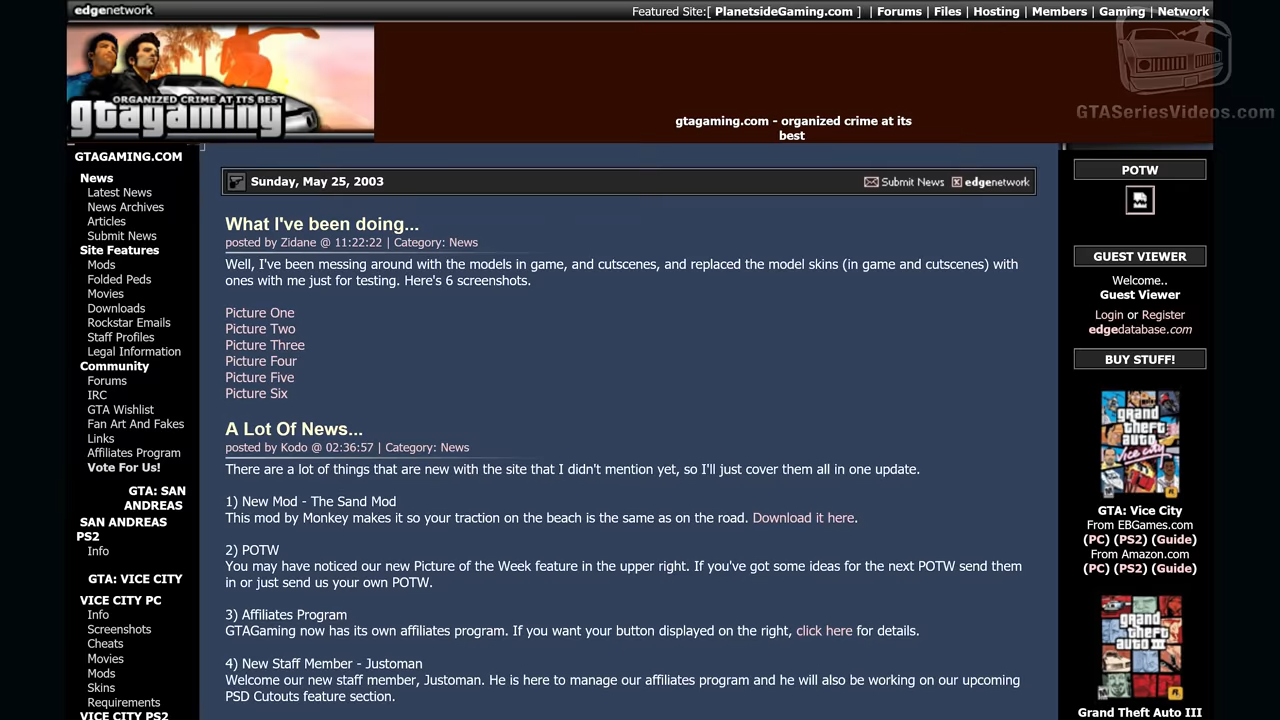 edgenetwork
Featured Site:[ PlanetsideGaming.com ] | Forums | Files | Hosting | Members | Gaming | Network
GTASeriesVideos.com
ORGANIZED CRIME AT ITS BEST
gtagaming
gtagaming.com - organized crime at its
best
GTAGAMING.COM
News
Latest News
News Archives
Articles
Submit News
Site Features
Mods
Folded Peds
Movies
Downloads
Rockstar Emails
Staff Profiles
Legal Information
Community
Forums
IRC
GTA Wishlist
Fan Art And Fakes
Links
Affiliates Program
Vote For Us!
GTA: SAN
ANDREAS
SAN ANDREAS
PS2
Info
GTA: VICE CITY
VICE CITY PC
Info
Screenshots
Cheats
Movies
Mods
Skins
Requirements
VICE CITY PS2
Sunday, May 25, 2003
Submit News
edgenetwork
What I've been doing...
posted by Zidane @ 11:22:22 | Category: News
Well, I've been messing around with the models in game, and cutscenes, and replaced the model skins (in game and cutscenes) with
ones with me just for testing. Here's 6 screenshots.
Picture One
Picture Two
Picture Three
Picture Four
Picture Five
Picture Six
A Lot Of News...
posted by Kodo @ 02:36:57 | Category: News
There are a lot of things that are new with the site that I didn't mention yet, so I'll just cover them all in one update.
1) New Mod - The Sand Mod
This mod by Monkey makes it so your traction on the beach is the same as on the road. Download it here.
2) POTW
You may have noticed our new Picture of the Week feature in the upper right. If you've got some ideas for the next POTW send them
in or just send us your own POTW.
3) Affiliates Program
GTAGaming now has its own affiliates program. If you want your button displayed on the right, click here for details.
4) New Staff Member - Justoman
Welcome our new staff member, Justoman. He is here to manage our affiliates program and he will also be working on our upcoming
PSD Cutouts feature section.
POTW
GUEST VIEWER
Welcome..
Guest Viewer
Login or Register
edgedatabase.com
BUY STUFF!
grand
theft
auto
Vice City
GTA: Vice City
From EBGames.com
(PC) (PS2) (Guide)
From Amazon.com
(PC) (PS2) (Guide)
grand
theft
auto III
Grand Theft Auto III